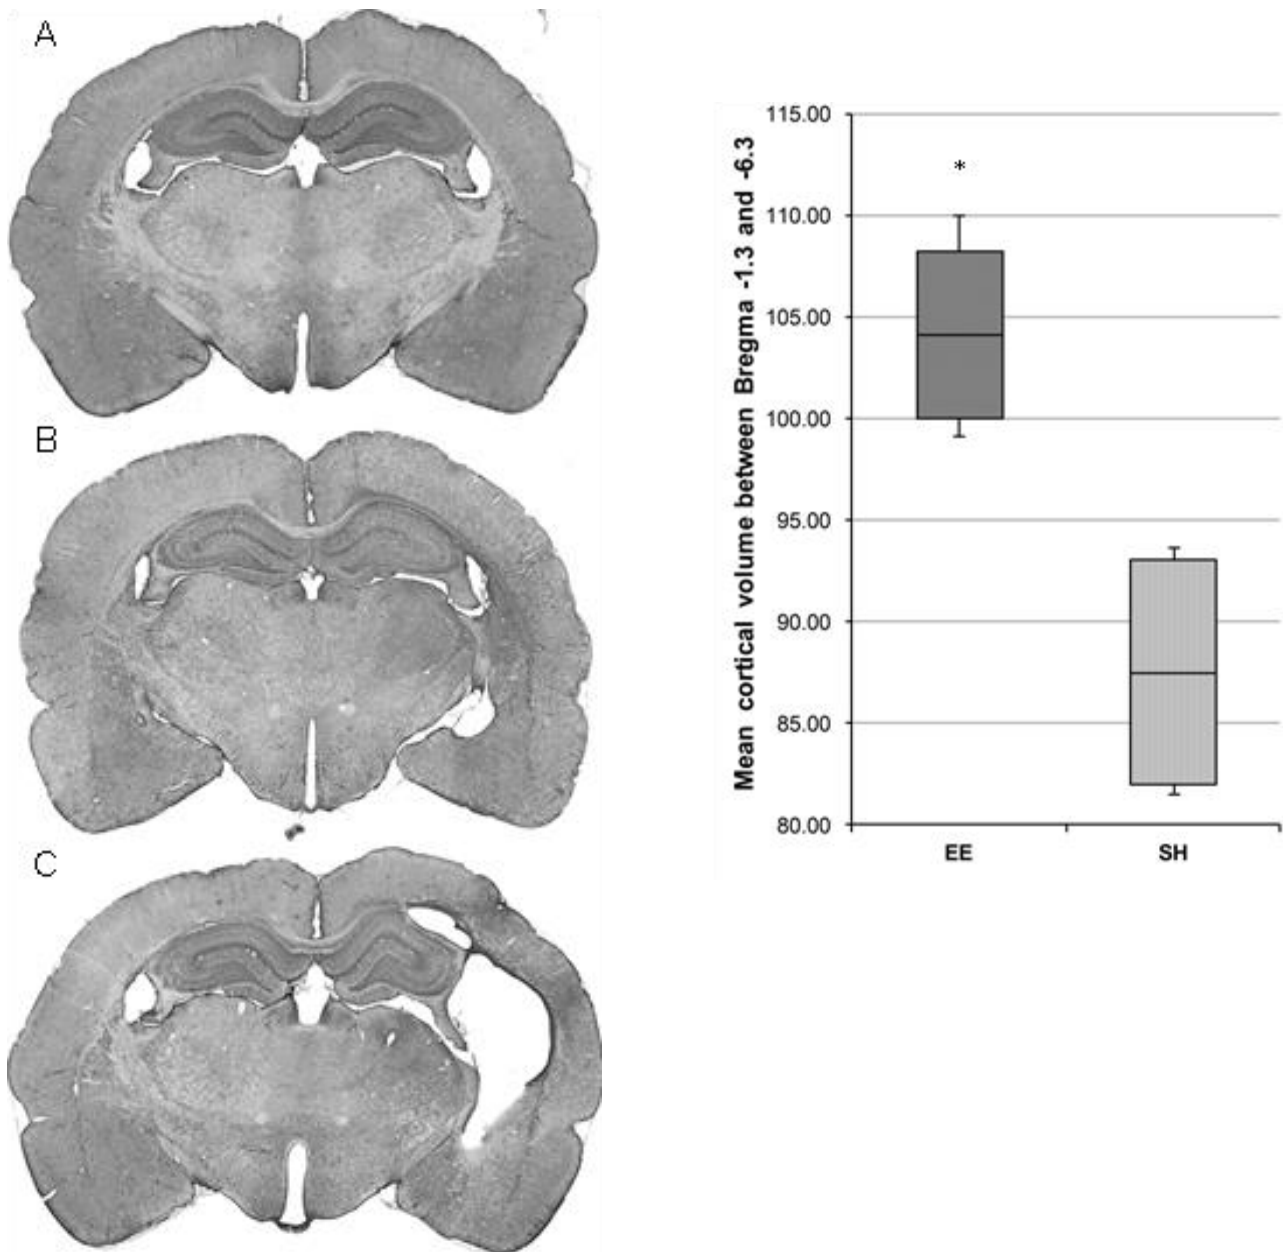 A
B
C
Mean cortical volume between Bregma -1.3 and -6.3
115.00
*
110.00
105.00
100.00
95.00
90.00
85.00
80.00
EE
SH